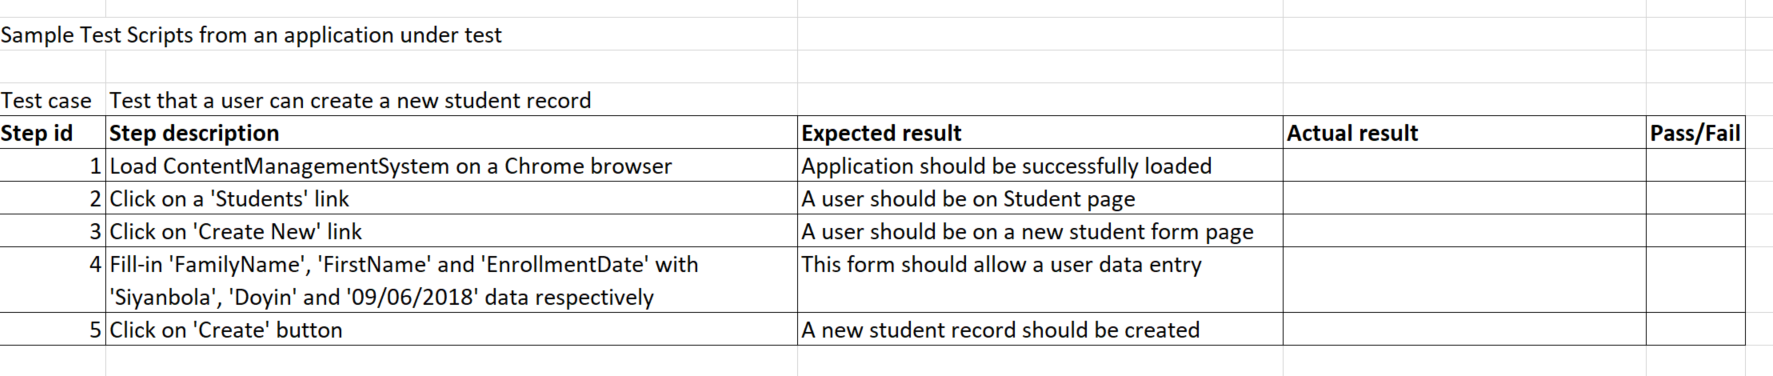 Sample Test Scripts from an application under test
Test case Test that a user can create a new student record
Step id Step description Expected result Actual result Pass/Fail
1 Load ContentManagementSystem on a Chrome browser Application should be successfully loaded
2 Click on a 'Students' link A user should be on Student page
3 Click on 'Create New' link A user should be on a new student form page
4 Fill-in 'FamilyName', 'FirstName' and 'EnrollmentDate' with This form should allow a user data entry
'Siyanbola', 'Doyin' and '09/06/2018' data respectively
5 Click on 'Create' button A new student record should be created